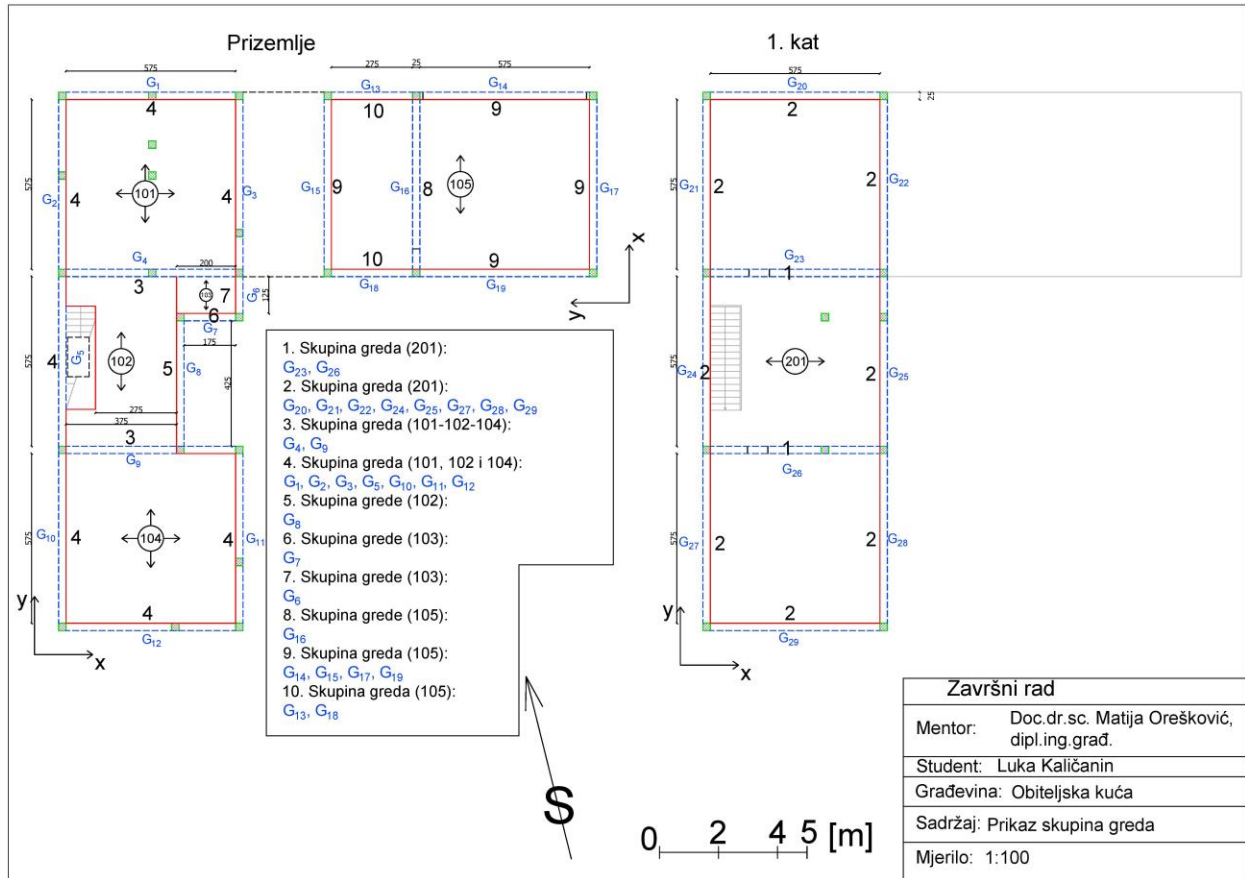 Prizemlje
1. kat
575
G1
4
275
25
575
G13
G14
10
9
575
G20
2
25
575
G2
4
101
4
G3
G15
9
G16
8
105
9
G17
575
G21
2
2
G22
G4
200
3
10
G18
9
G19
x
y
G23
1
103
7
G6
125
6
G7
175
575
4
G5
102
5
G8
425
275
375
3
G9
575
G24
2
201
2
G25
1
G26
575
G10
4
104
4
G11
4
G12
y
x
575
G27
2
2
G28
2
G29
y
x
1. Skupina greda (201):
G23, G26
2. Skupina greda (201):
G20, G21, G22, G24, G25, G27, G28, G29
3. Skupina greda (101-102-104):
G4, G9
4. Skupina greda (101, 102 i 104):
G1, G2, G3, G5, G10, G11, G12
5. Skupina grede (102):
G8
6. Skupina grede (103):
G7
7. Skupina grede (103):
G6
8. Skupina grede (105):
G16
9. Skupina greda (105):
G14, G15, G17, G19
10. Skupina greda (105):
G13, G18
S
0 2 4 5 [m]
Završni rad
Mentor: Doc.dr.sc. Matija Orešković,
dipl.ing.građ.
Student: Luka Kaličanin
Građevina: Obiteljska kuća
Sadržaj: Prikaz skupina greda
Mjerilo: 1:100